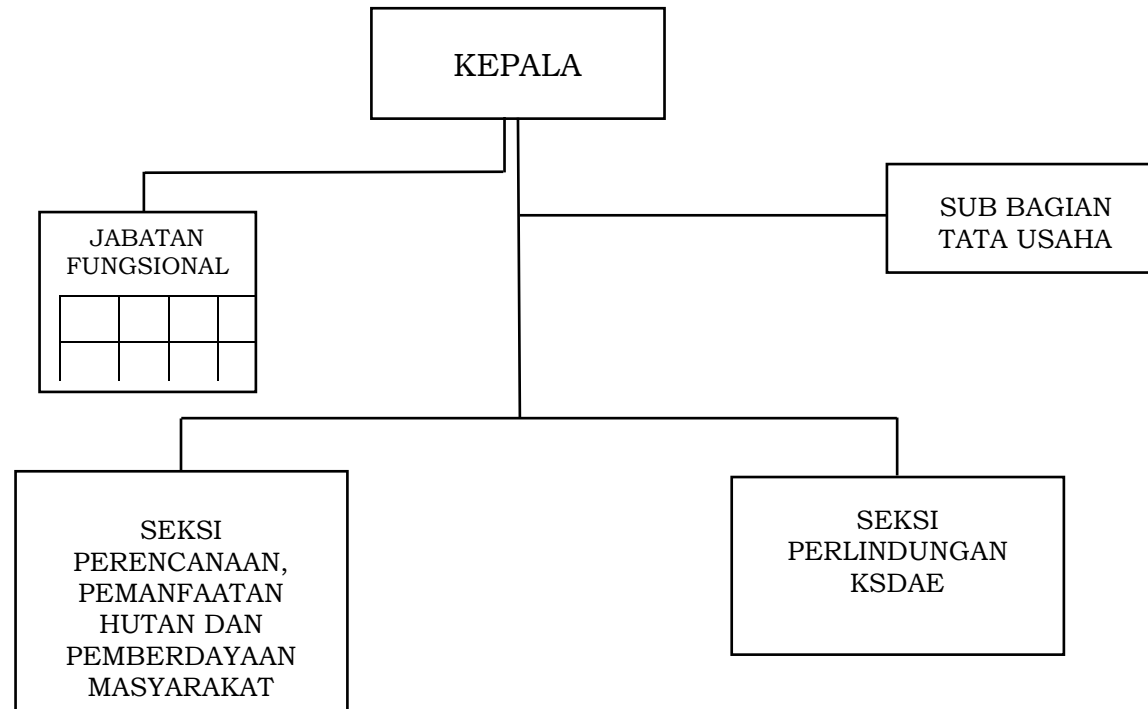 KEPALA
SUB BAGIAN
TATA USAHA
JABATAN
FUNGSIONAL
SEKSI
PERENCANAAN,
PEMANFAATAN
HUTAN DAN
PEMBERDAYAAN
MASYARAKAT
SEKSI
PERLINDUNGAN
KSDAE